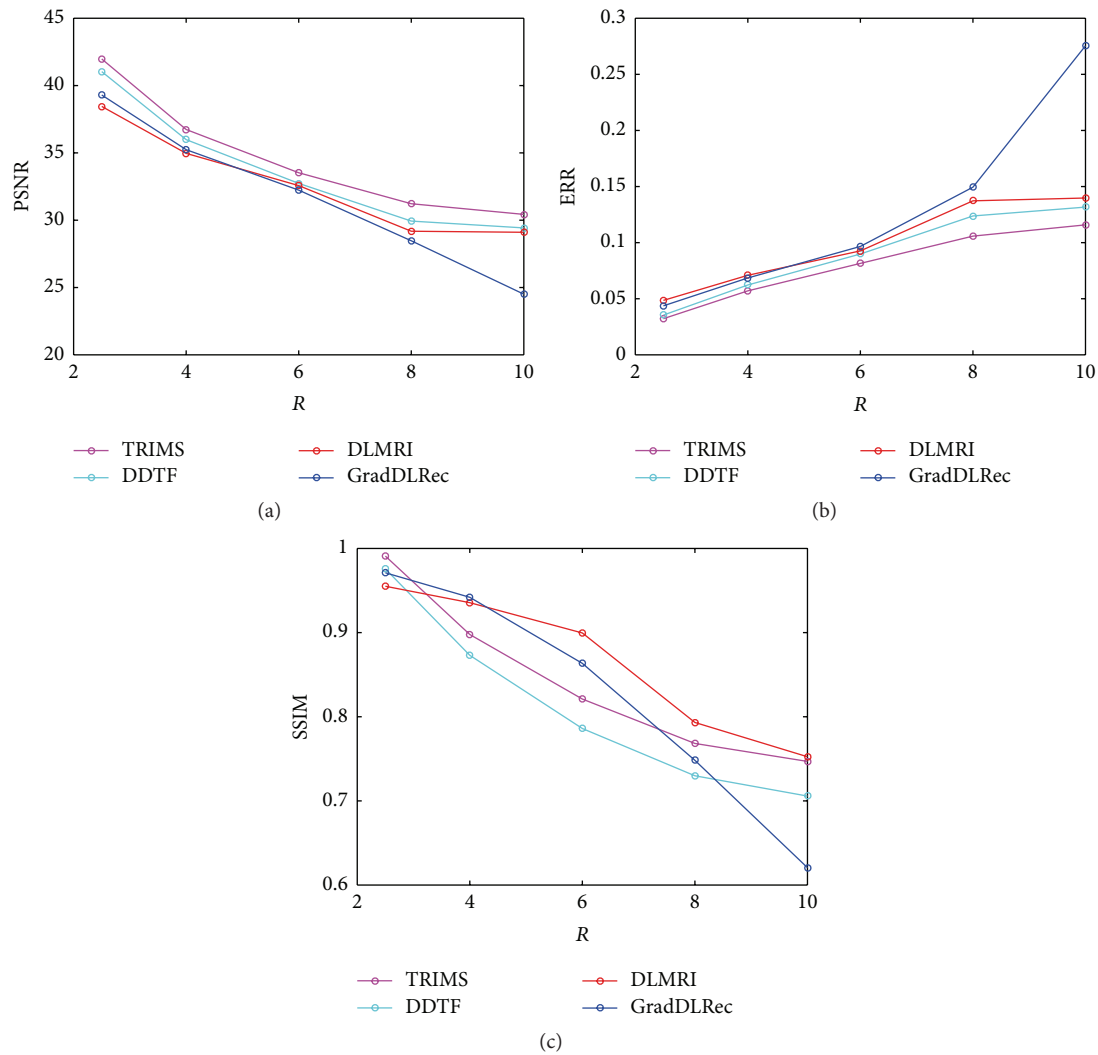 45
40
35
30
25
20
PSNR
2 4 6 8 10
R
TRIMS
DDTF
DLMRI
GradDLRec
(a)
0.3
0.25
0.2
0.15
0.1
0.05
0
ERR
2 4 6 8 10
R
TRIMS
DDTF
DLMRI
GradDLRec
(b)
1
0.9
0.8
0.7
0.6
SSIM
2 4 6 8 10
R
TRIMS
DDTF
DLMRI
GradDLRec
(c)